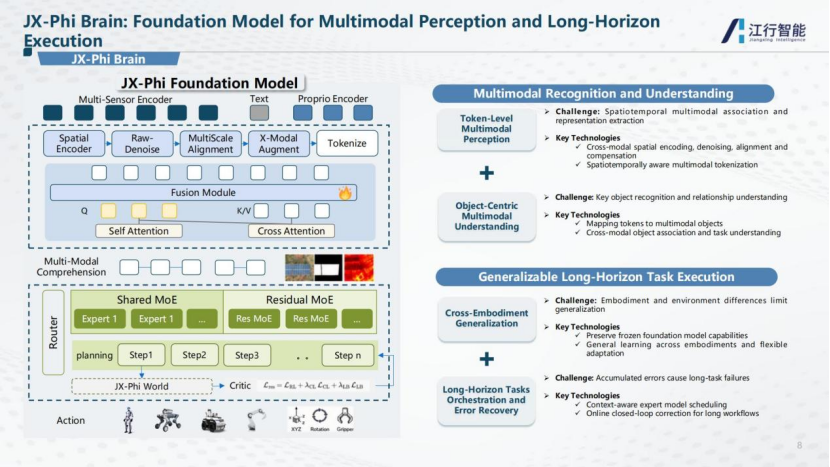 JX-Phi Brain: Foundation Model for Multimodal Perception and Long-Horizon
Execution
江行智能
Jiangxing Intelligence
JX-Phi Brain
JX-Phi Foundation Model
Multi-Sensor Encoder
Text
Proprio Encoder
Spatial
Encoder
Raw-
Denoise
MultiScale
Alignment
X-Modal
Augment
Tokenize
Fusion Module
Q
K/V
Self Attention
Cross Attention
Multi-Modal
Comprehension
Router
Shared MoE
Residual MoE
Expert 1
Expert 1
...
Res MoE
Res MoE
...
planning
Step1
Step2
Step3
. .
Step n
JX-Phi World
Critic
Action
XYZ
Rotation
Gripper
Multimodal Recognition and Understanding
Token-Level
Multimodal
Perception
➢ Challenge: Spatiotemporal multimodal association and
representation extraction
➢ Key Technologies
✓ Cross-modal spatial encoding, denoising, alignment and
compensation
✓ Spatiotemporally aware multimodal tokenization
+
Object-Centric
Multimodal
Understanding
➢ Challenge: Key object recognition and relationship understanding
➢ Key Technologies
✓ Mapping tokens to multimodal objects
✓ Cross-modal object association and task understanding
Generalizable Long-Horizon Task Execution
Cross-Embodiment
Generalization
➢ Challenge: Embodiment and environment differences limit
generalization
➢ Key Technologies
✓ Preserve frozen foundation model capabilities
✓ General learning across embodiments and flexible
adaptation
+
Long-Horizon Tasks
Orchestration and
Error Recovery
➢ Challenge: Accumulated errors cause long-task failures
➢ Key Technologies
✓ Context-aware expert model scheduling
✓ Online closed-loop correction for long workflows
8